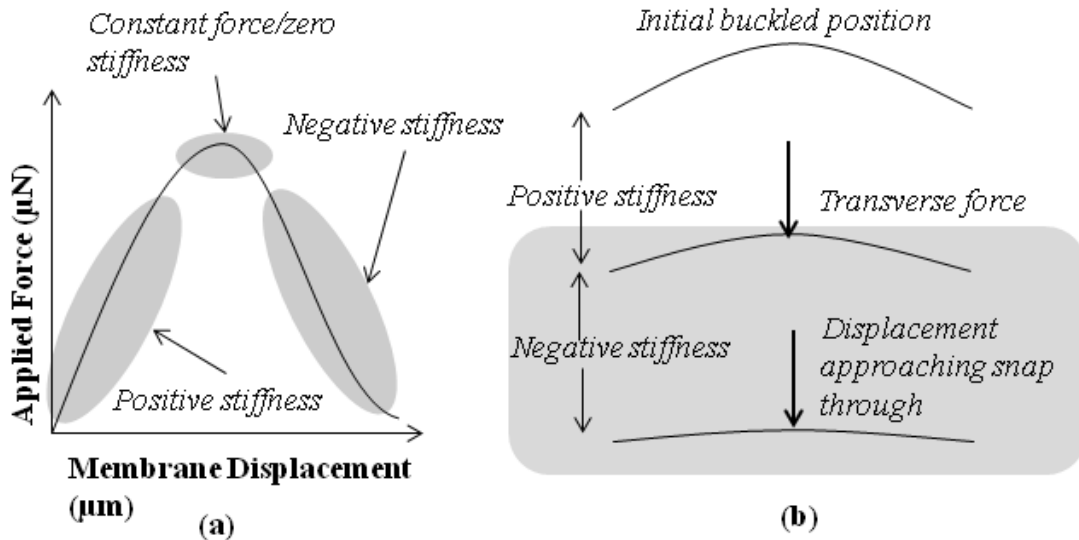 Constant force/zero
stiffness
Negative stiffness
Applied Force (µN)
Positive stiffness
Membrane Displacement
(µm)
(a)
Initial buckled position
Positive stiffness
Transverse force
Negative stiffness
Displacement
approaching snap
through
(b)